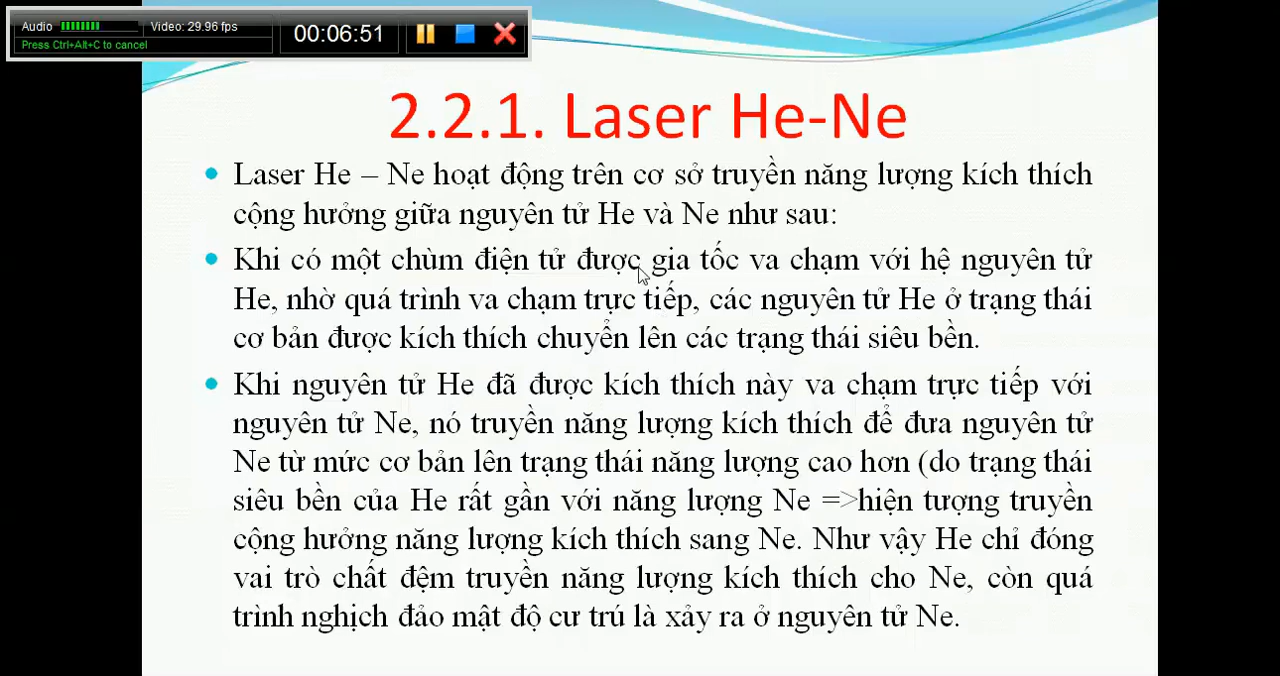 Audio
Video: 29.96 fps
Press Ctrl+Alt+C to cancel
00:06:51
2.2.1. Laser He-Ne
Laser He – Ne hoạt động trên cơ sở truyền năng lượng kích thích
cộng hưởng giữa nguyên tử He và Ne như sau:
Khi có một chùm điện tử được gia tốc va chạm với hệ nguyên tử
He, nhờ quá trình va chạm trực tiếp, các nguyên tử He ở trạng thái
cơ bản được kích thích chuyển lên các trạng thái siêu bền.
Khi nguyên tử He đã được kích thích này va chạm trực tiếp với
nguyên tử Ne, nó truyền năng lượng kích thích để đưa nguyên tử
Ne từ mức cơ bản lên trạng thái năng lượng cao hơn (do trạng thái
siêu bền của He rất gần với năng lượng Ne =>hiện tượng truyền
cộng hưởng năng lượng kích thích sang Ne. Như vậy He chỉ đóng
vai trò chất đệm truyền năng lượng kích thích cho Ne, còn quá
trình nghịch đảo mật độ cư trú là xảy ra ở nguyên tử Ne.